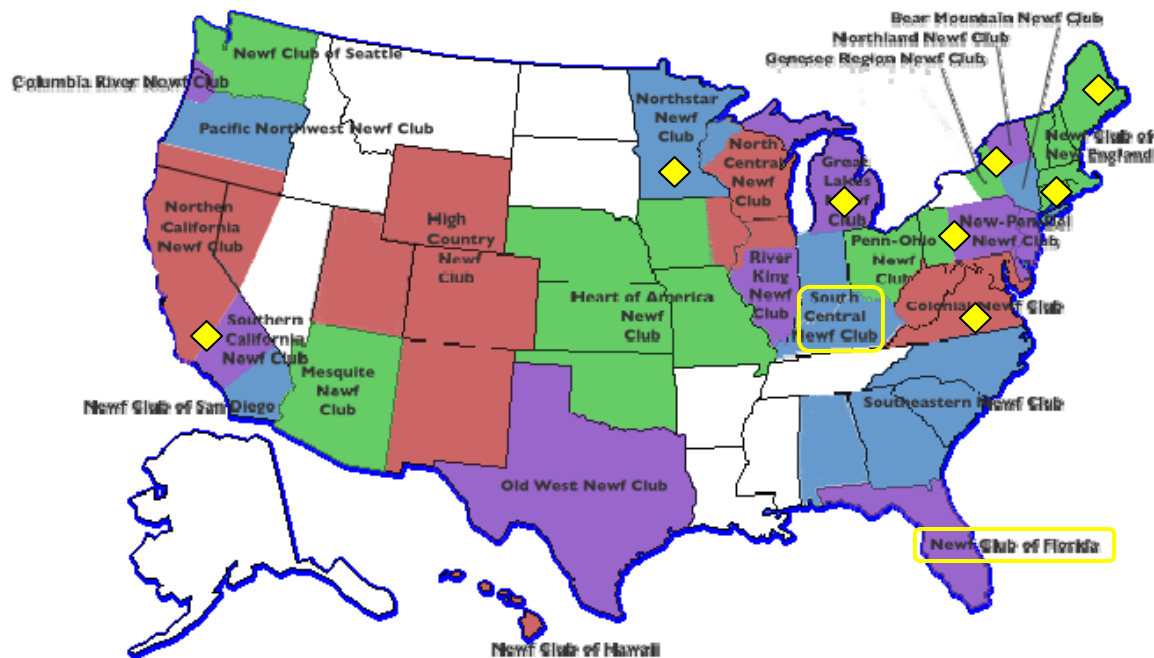 Bear Mountain Newf Club
Northland Newf Club
Genesee Region Newf Club
Newf Club of Seattle
Columbia River Newf Club
Pacific Northwest Newf Club
Northstar
Newf
Club
North
Central
Newf
Club
Great
Lakes
Newf
Club
Newf Club of
New England
Northen
California
Newf Club
High
Country
Newf
Club
New-Pen-Del
Newf Club
Penn-Ohio
Newf
Club
River
King
Newf
Club
Heart of America
Newf
Club
South
Central
Newf Club
Colonial Newf Club
Southern
California
Newf Club
Mesquite
Newf
Club
Newf Club of San Diego
Southeastern Newf Club
Old West Newf Club
Newf Club of Florida
Newf Club of Hawaii